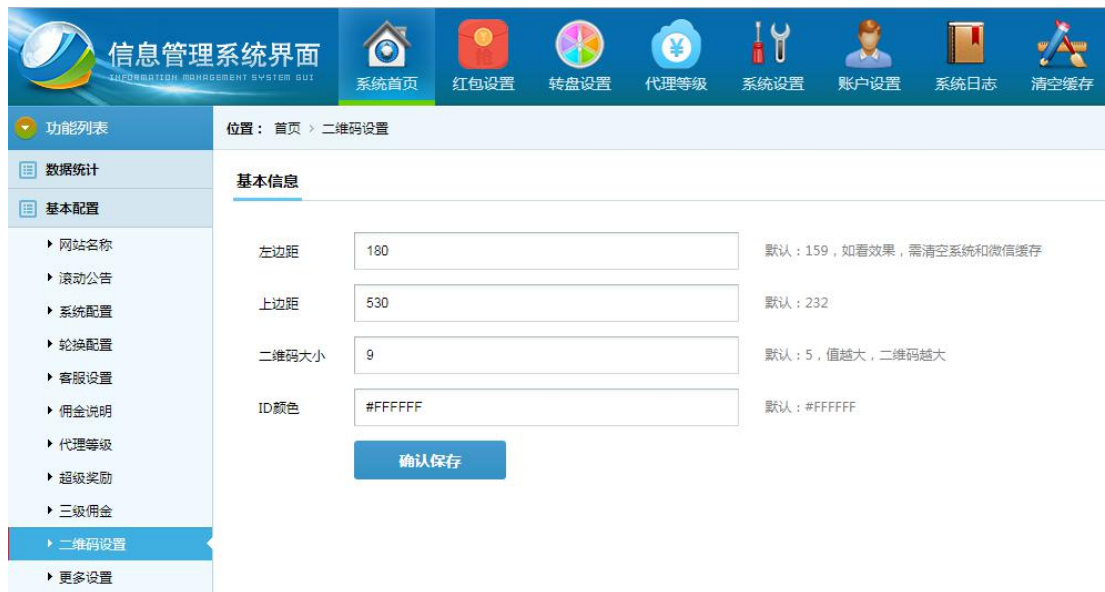 信息管理系统界面
INFORMATION MANAGEMENT SYSTEM GUI
系统首页
红包设置
转盘设置
代理等级
系统设置
账户设置
系统日志
清空缓存
功能列表
位置： 首页 > 二维码设置
数据统计
基本信息
基本配置
网站名称
滚动公告
系统配置
轮换配置
客服设置
佣金说明
代理等级
超级奖励
三级佣金
二维码设置
更多设置
左边距 180 默认：159，如看效果，需清空系统和微信缓存
上边距 530 默认：232
二维码大小 9 默认：5，值越大，二维码越大
ID颜色 #FFFFFF 默认：#FFFFFF
确认保存